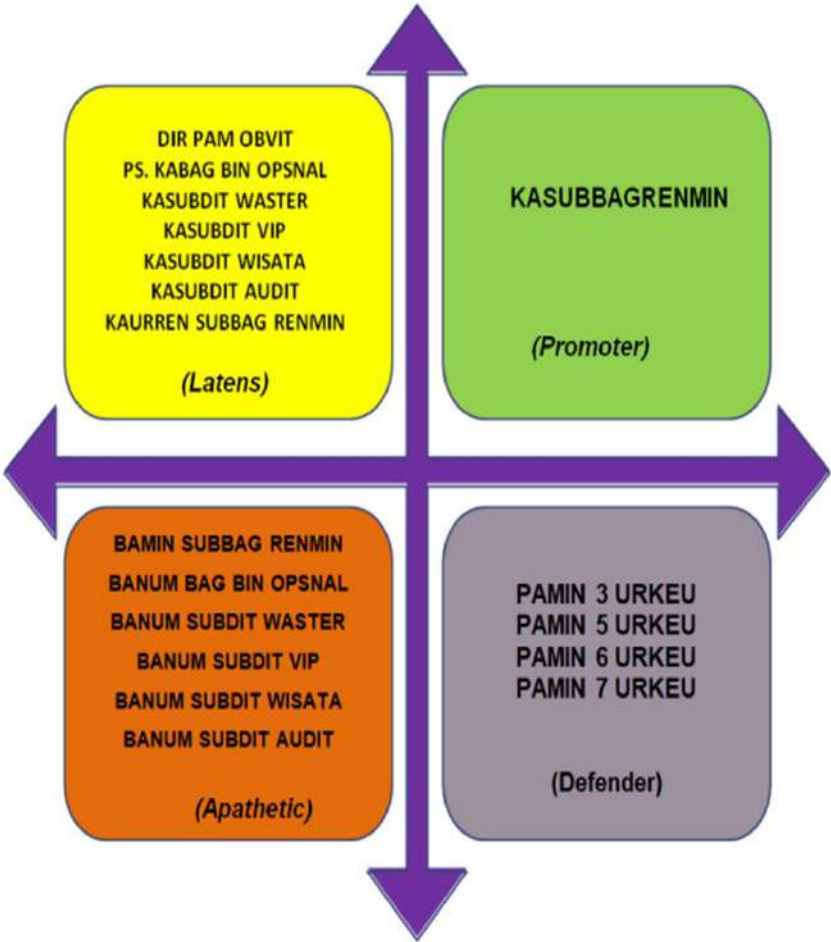 DIR PAM OBVIT
PS. KABAG BIN OPSNAL
KASUBDIT WASTER
KASUBDIT VIP
KASUBDIT WISATA
KASUBDIT AUDIT
KAURREN SUBBAG RENMIN
(Latens)
KASUBBAGRENMIN
(Promoter)
BAMIN SUBBAG RENMIN
BANUM BAG BIN OPSNAL
BANUM SUBDIT WASTER
BANUM SUBDIT VIP
BANUM SUBDIT WISATA
BANUM SUBDIT AUDIT
(Apathetic)
PAMIN 3 URKEU
PAMIN 5 URKEU
PAMIN 6 URKEU
PAMIN 7 URKEU
(Defender)